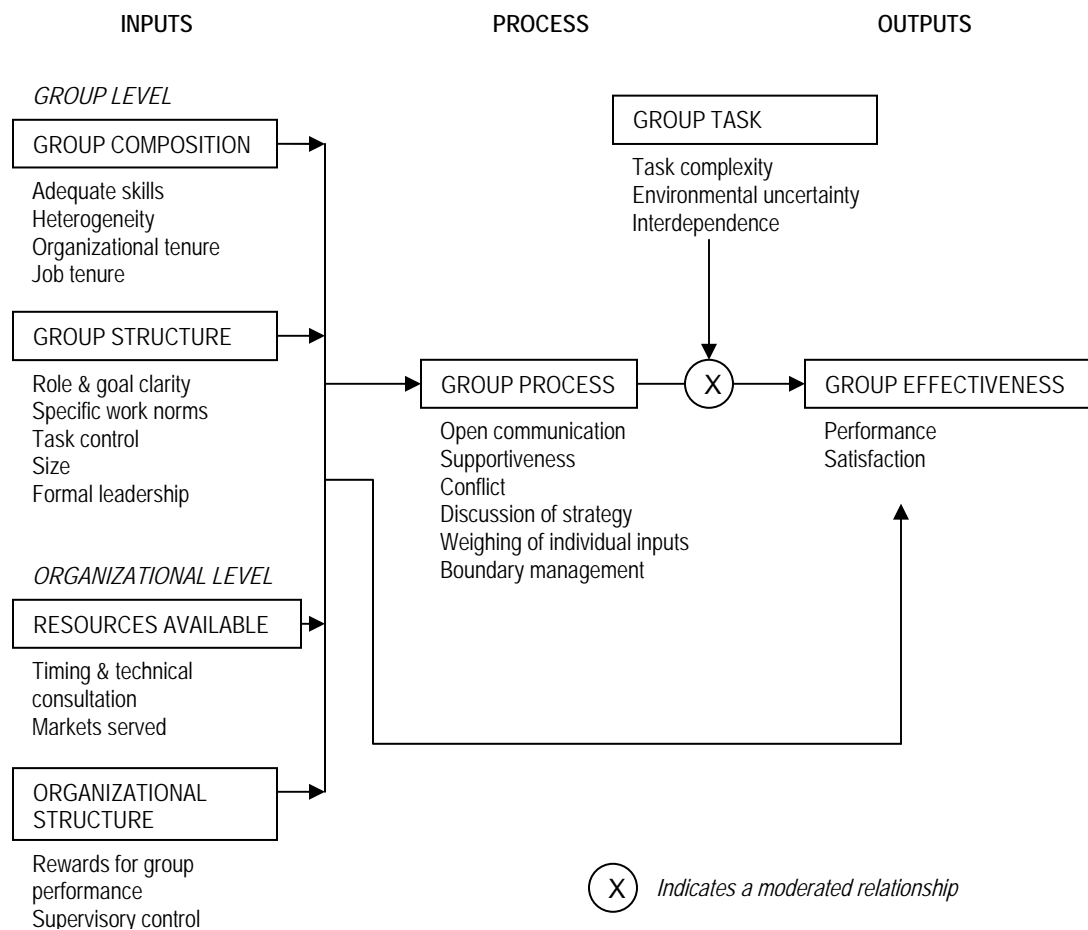 INPUTS
PROCESS
OUTPUTS
GROUP LEVEL
GROUP COMPOSITION
Adequate skills
Heterogeneity
Organizational tenure
Job tenure
GROUP STRUCTURE
Role & goal clarity
Specific work norms
Task control
Size
Formal leadership
ORGANIZATIONAL LEVEL
RESOURCES AVAILABLE
Timing & technical
consultation
Markets served
ORGANIZATIONAL
STRUCTURE
Rewards for group
performance
Supervisory control
GROUP TASK
Task complexity
Environmental uncertainty
Interdependence
GROUP PROCESS
Open communication
Supportiveness
Conflict
Discussion of strategy
Weighing of individual inputs
Boundary management
X
GROUP EFFECTIVENESS
Performance
Satisfaction
X Indicates a moderated relationship